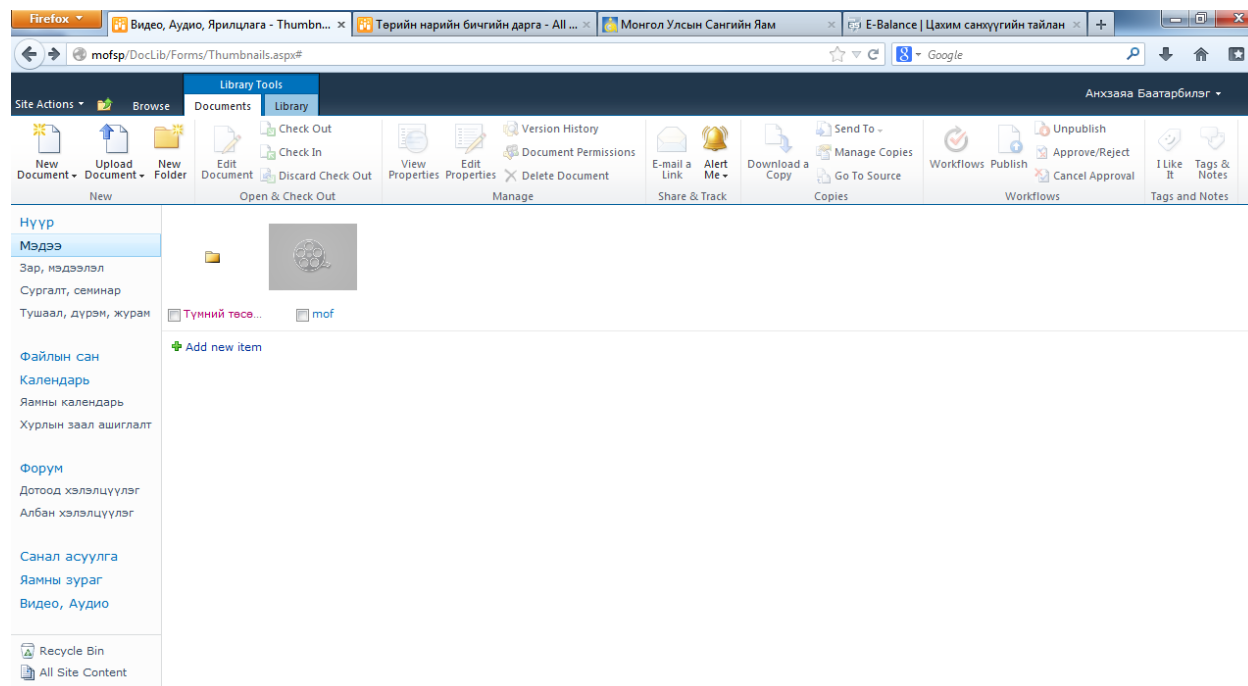 Firefox
Видео, Аудио, Ярилцлага - Thumbn...
Төрийн нарийн бичгийн дарга - All ...
Монгол Улсын Сангийн Яам
E-Balance | Цахим санхүүгийн тайлан
mofsp/DocLib/Forms/Thumbnails.aspx#
Google
Library Tools
Site Actions
Browse
Documents
Library
Анхзаяа Баатарбилэг
New Document
Upload Document
New Folder
New
Edit Document
Check Out
Check In
Discard Check Out
Open & Check Out
View Properties
Edit Properties
Version History
Document Permissions
Delete Document
Manage
E-mail a Link
Alert Me
Share & Track
Download a Copy
Send To
Manage Copies
Go To Source
Copies
Workflows
Publish
Unpublish
Approve/Reject
Cancel Approval
Workflows
I Like It
Tags & Notes
Tags and Notes
Нүүр
Мэдээ
Зар, мэдээлэл
Сургалт, семинар
Тушаал, дүрэм, журам
Файлын сан
Календарь
Яамны календарь
Хурлын заал ашиглалт
Форум
Дотоод хэлэлцүүлэг
Албан хэлэлцүүлэг
Санал асуулга
Яамны зураг
Видео, Аудио
Recycle Bin
All Site Content
Түмний төсө...
mof
Add new item